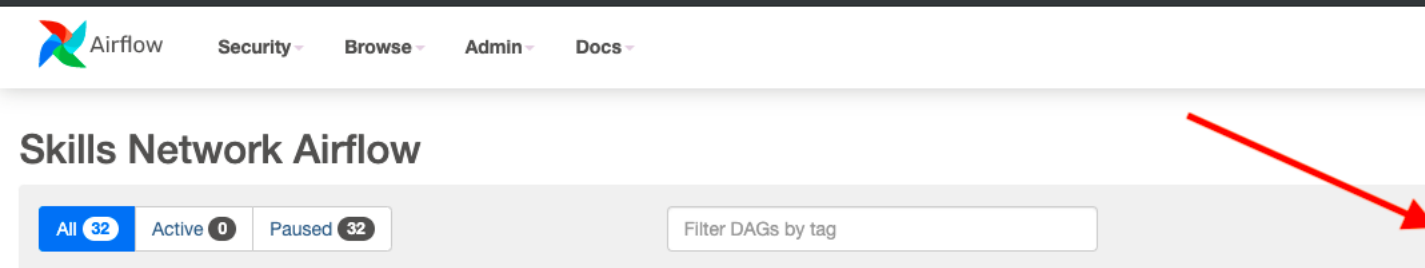 Airflow Security Browse Admin Docs
Skills Network Airflow
All 32 Active 0 Paused 32 Filter DAGs by tag